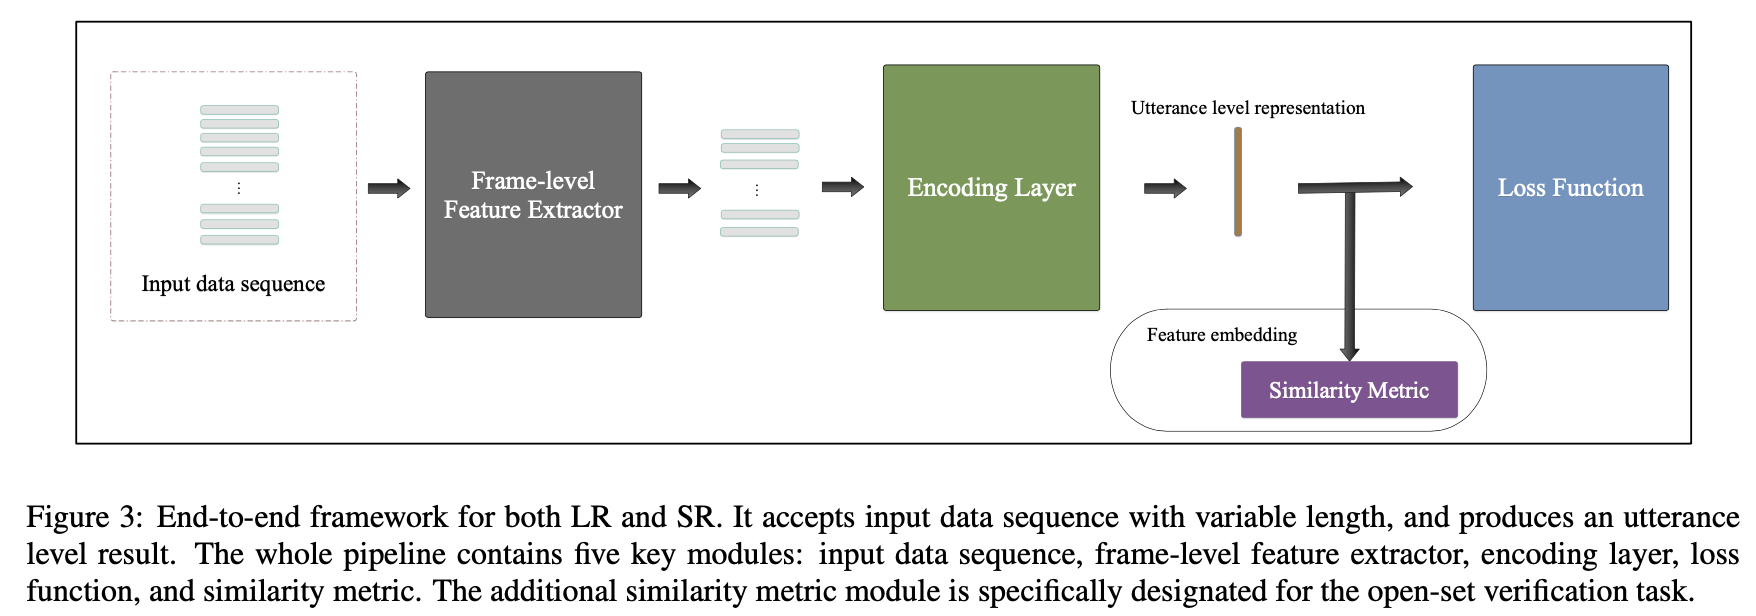 Input data sequence
Frame-level
Feature Extractor
Encoding Layer
Utterance level representation
Loss Function
Feature embedding
Similarity Metric
Figure 3: End-to-end framework for both LR and SR. It accepts input data sequence with variable length, and produces an utterance
level result. The whole pipeline contains five key modules: input data sequence, frame-level feature extractor, encoding layer, loss
function, and similarity metric. The additional similarity metric module is specifically designated for the open-set verification task.